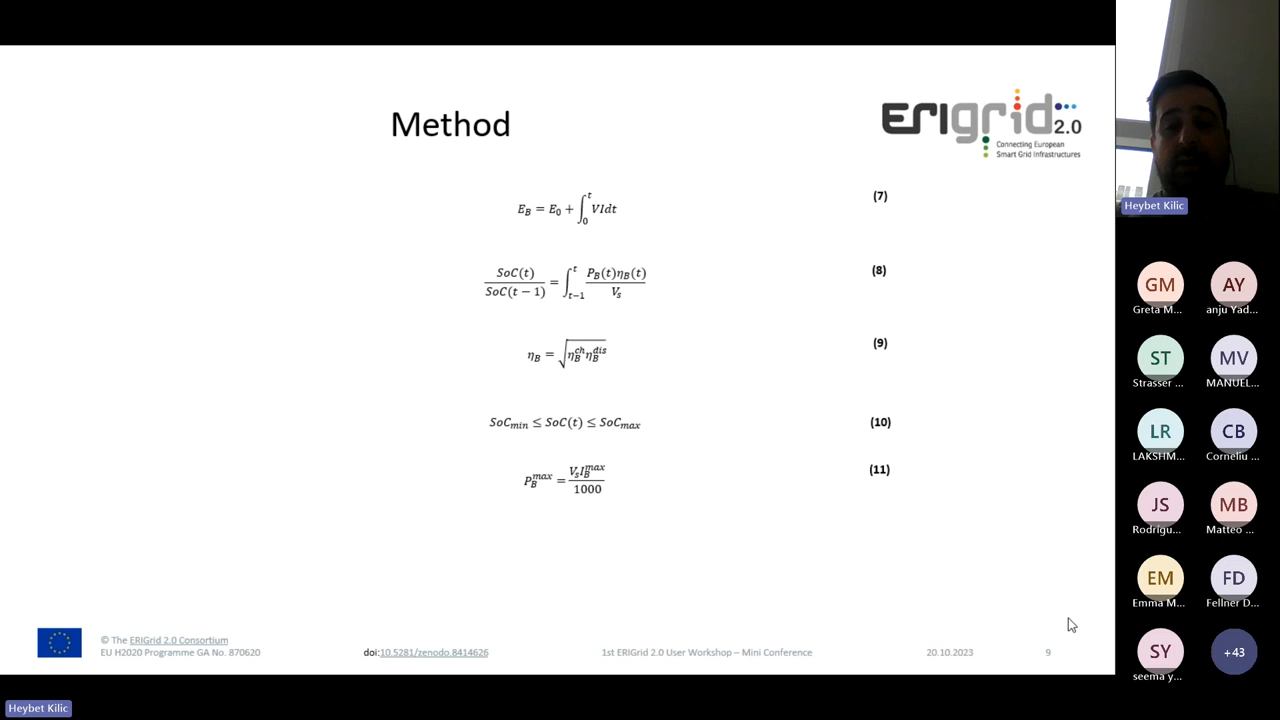 Method
ERIgrid 2.0
Connecting European
Smart Grid Infrastructures
E_B = E_0 + ∫_0^t VIdt (7)
SoC(t)/SoC(t − 1) = ∫_{t−1}^t P_B(t)η_B(t)/V_s (8)
η_B = √(η_B^{ch} η_B^{dis}) (9)
SoC_{min} ≤ SoC(t) ≤ SoC_{max} (10)
P_B^{max} = V_s I_B^{max}/1000 (11)
© The ERIGrid 2.0 Consortium
EU H2020 Programme GA No. 870620
doi:10.5281/zenodo.8414626
1st ERIGrid 2.0 User Workshop – Mini Conference
20.10.2023
9
Heybet Kilic
GM AY
Greta M... anju Yad...
ST MV
Strasser ... MANUEL...
LR CB
LAKSHM... Corneliu ...
JS MB
Rodrigu... Matteo ...
EM FD
Emma M... Fellner D...
SY +43
seema y...
Heybet Kilic